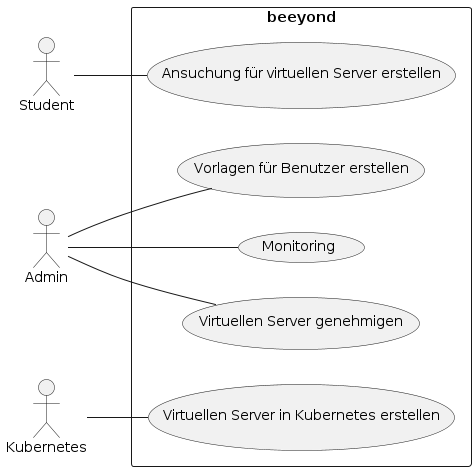 beeyond
Ansuchung für virtuellen Server erstellen
Student
Vorlagen für Benutzer erstellen
Monitoring
Admin
Virtuellen Server genehmigen
Virtuellen Server in Kubernetes erstellen
Kubernetes